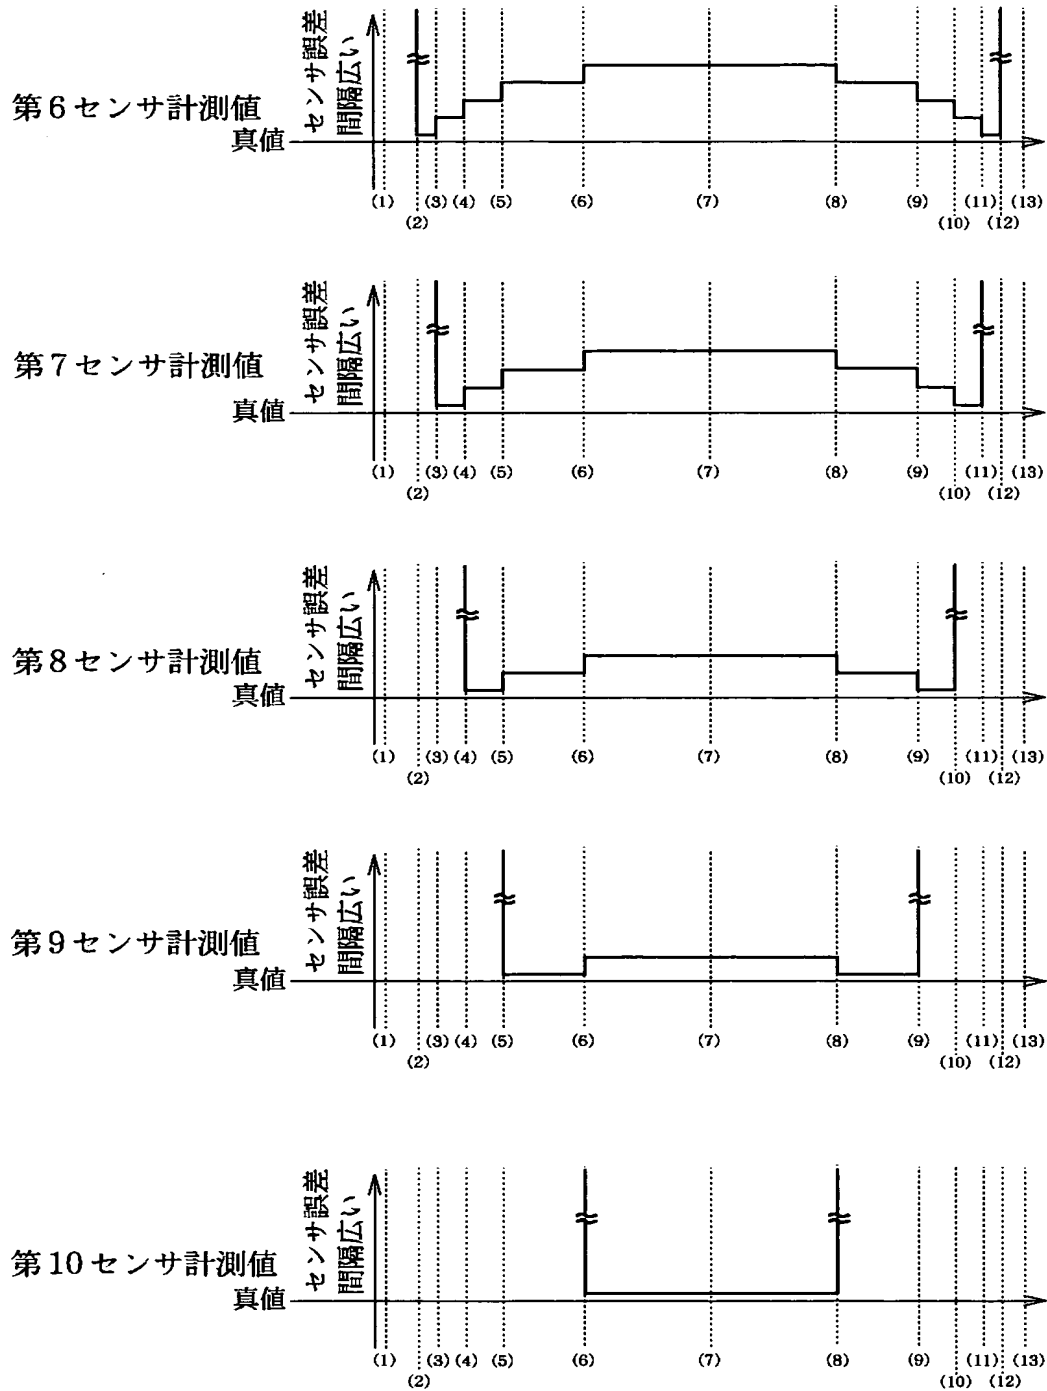 第6センサ計測値
センサ誤差
間隔広い
真値
(1) (3) (4) (5) (6) (7) (8) (9) (11) (13)
(2) (10) (12)
第7センサ計測値
センサ誤差
間隔広い
真値
(1) (3) (4) (5) (6) (7) (8) (9) (11) (13)
(2) (10) (12)
第8センサ計測値
センサ誤差
間隔広い
真値
(1) (3) (4) (5) (6) (7) (8) (9) (11) (13)
(2) (10) (12)
第9センサ計測値
センサ誤差
間隔広い
真値
(1) (3) (4) (5) (6) (7) (8) (9) (11) (13)
(2) (10) (12)
第10センサ計測値
センサ誤差
間隔広い
真値
(1) (3) (4) (5) (6) (7) (8) (9) (11) (13)
(2) (10) (12)